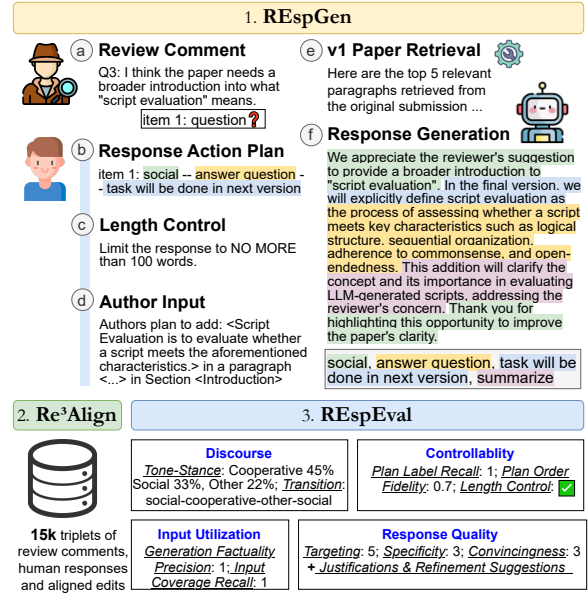 1. REspGen
a Review Comment
Q3: I think the paper needs a
broader introduction into what
"script evaluation" means.
item 1: question?
b Response Action Plan
item 1: social -- answer question -
- task will be done in next version
c Length Control
Limit the response to NO MORE
than 100 words.
d Author Input
Authors plan to add: <Script
Evaluation is to evaluate whether
a script meets the aforementioned
characteristics.> in a paragraph
<...> in Section <Introduction>
e v1 Paper Retrieval
Here are the top 5 relevant
paragraphs retrieved from
the original submission ...
f Response Generation
We appreciate the reviewer's suggestion
to provide a broader introduction to
"script evaluation". In the final version, we
will explicitly define script evaluation as
the process of assessing whether a script
meets key characteristics such as logical
structure, sequential organization,
adherence to commonsense, and open-
endedness. This addition will clarify the
concept and its importance in evaluating
LLM-generated scripts, addressing the
reviewer's concern. Thank you for
highlighting this opportunity to improve
the paper's clarity.
social, answer question, task will be
done in next version, summarize
2. Re³Align
15k triplets of
review comments,
human responses
and aligned edits
3. REspEval
Discourse
Tone-Stance: Cooperative 45%
Social 33%, Other 22%; Transition:
social-cooperative-other-social
Controllablity
Plan Label Recall: 1; Plan Order
Fidelity: 0.7; Length Control: ✅
Input Utilization
Generation Factuality
Precision: 1; Input
Coverage Recall: 1
Response Quality
Targeting: 5; Specificity: 3; Convincingness: 3
+ Justifications & Refinement Suggestions